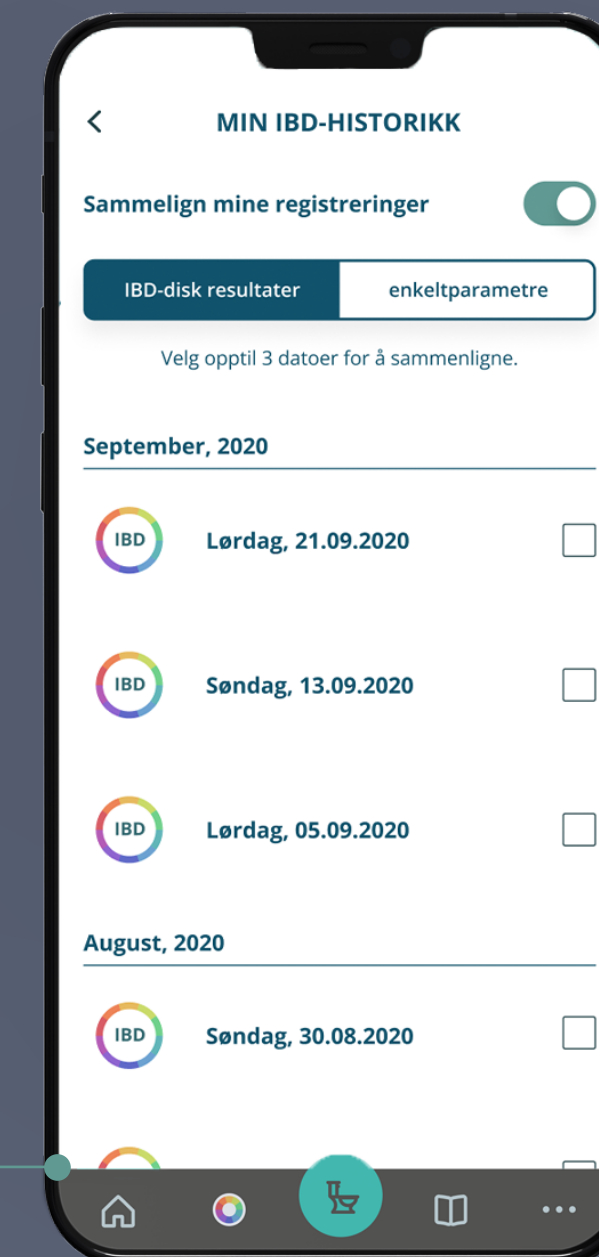 MIN IBD-HISTORIKK
Sammelign mine registreringer
IBD-disk resultater enkeltparametre
Velg opptil 3 datoer for å sammenligne.
September, 2020
IBD Lørdag, 21.09.2020
IBD Søndag, 13.09.2020
IBD Lørdag, 05.09.2020
August, 2020
IBD Søndag, 30.08.2020